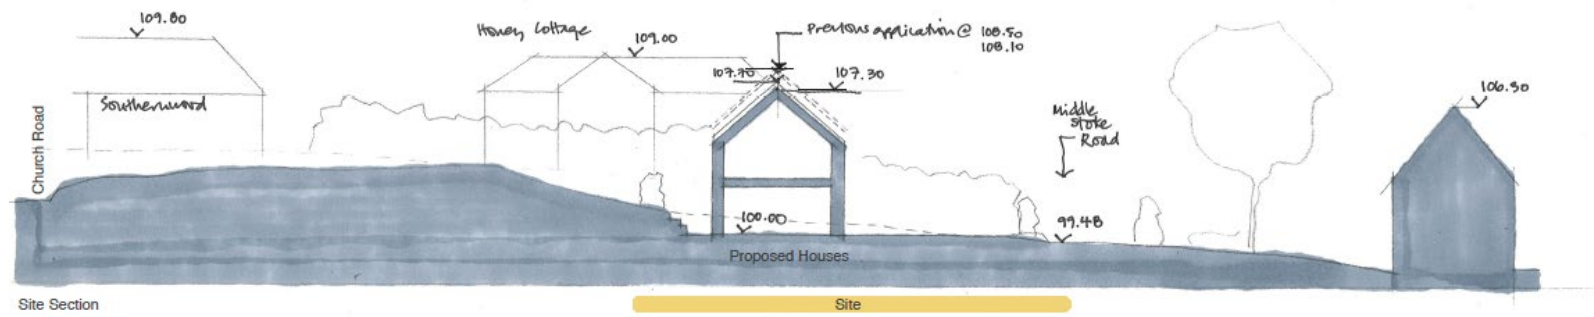 109.80
Honey Cottage
109.00
Previous application @ 108.50
108.10
107.70
107.30
106.50
Southernwood
Church Road
Middle
Stoke
Road
100.00
99.48
Proposed Houses
Site Section
Site